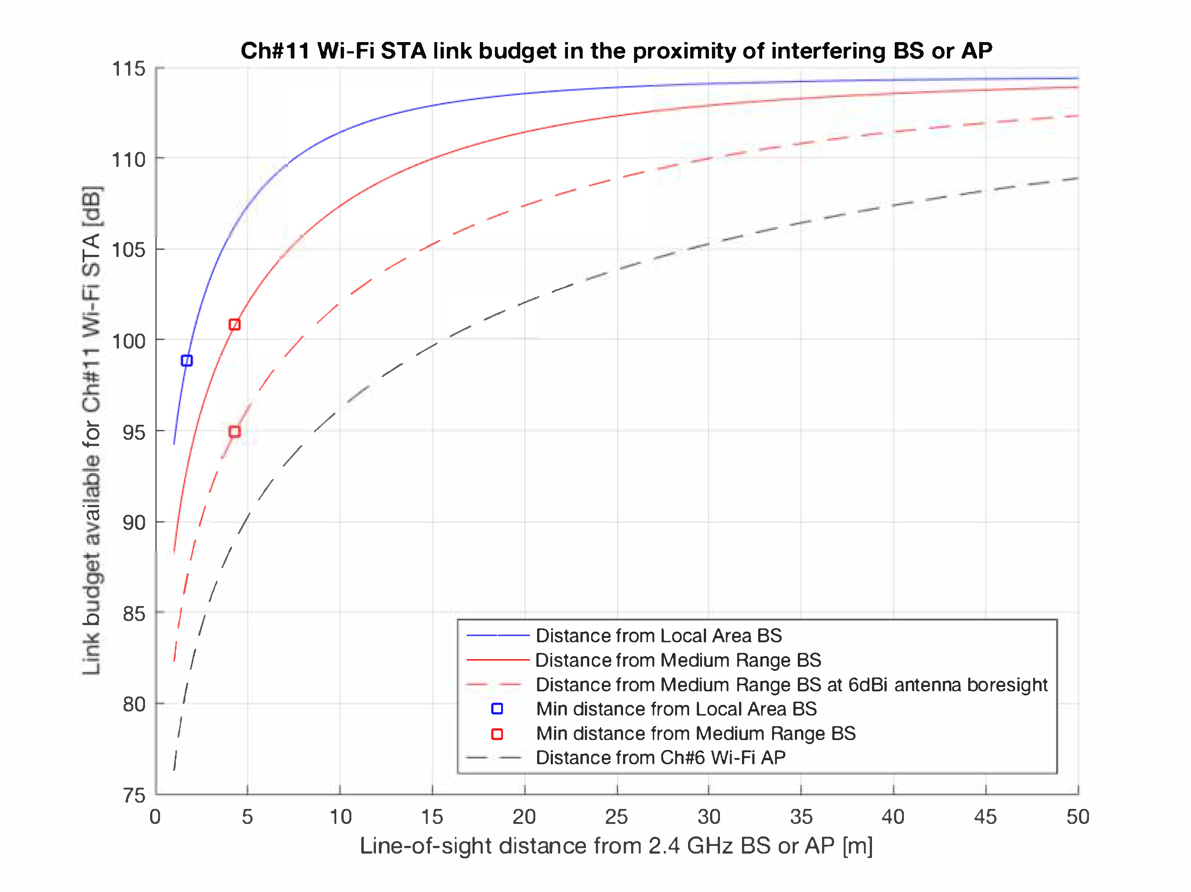 Ch#11 Wi-Fi STA link budget in the proximity of interfering BS or AP
115
110
105
100
95
90
85
80
75
Link budget available for Ch#11 Wi-Fi STA [dB]
Distance from Local Area BS
Distance from Medium Range BS
Distance from Medium Range BS at 6dBi antenna boresight
Min distance from Local Area BS
Min distance from Medium Range BS
Distance from Ch#6 Wi-Fi AP
0 5 10 15 20 25 30 35 40 45 50
Line-of-sight distance from 2.4 GHz BS or AP [m]